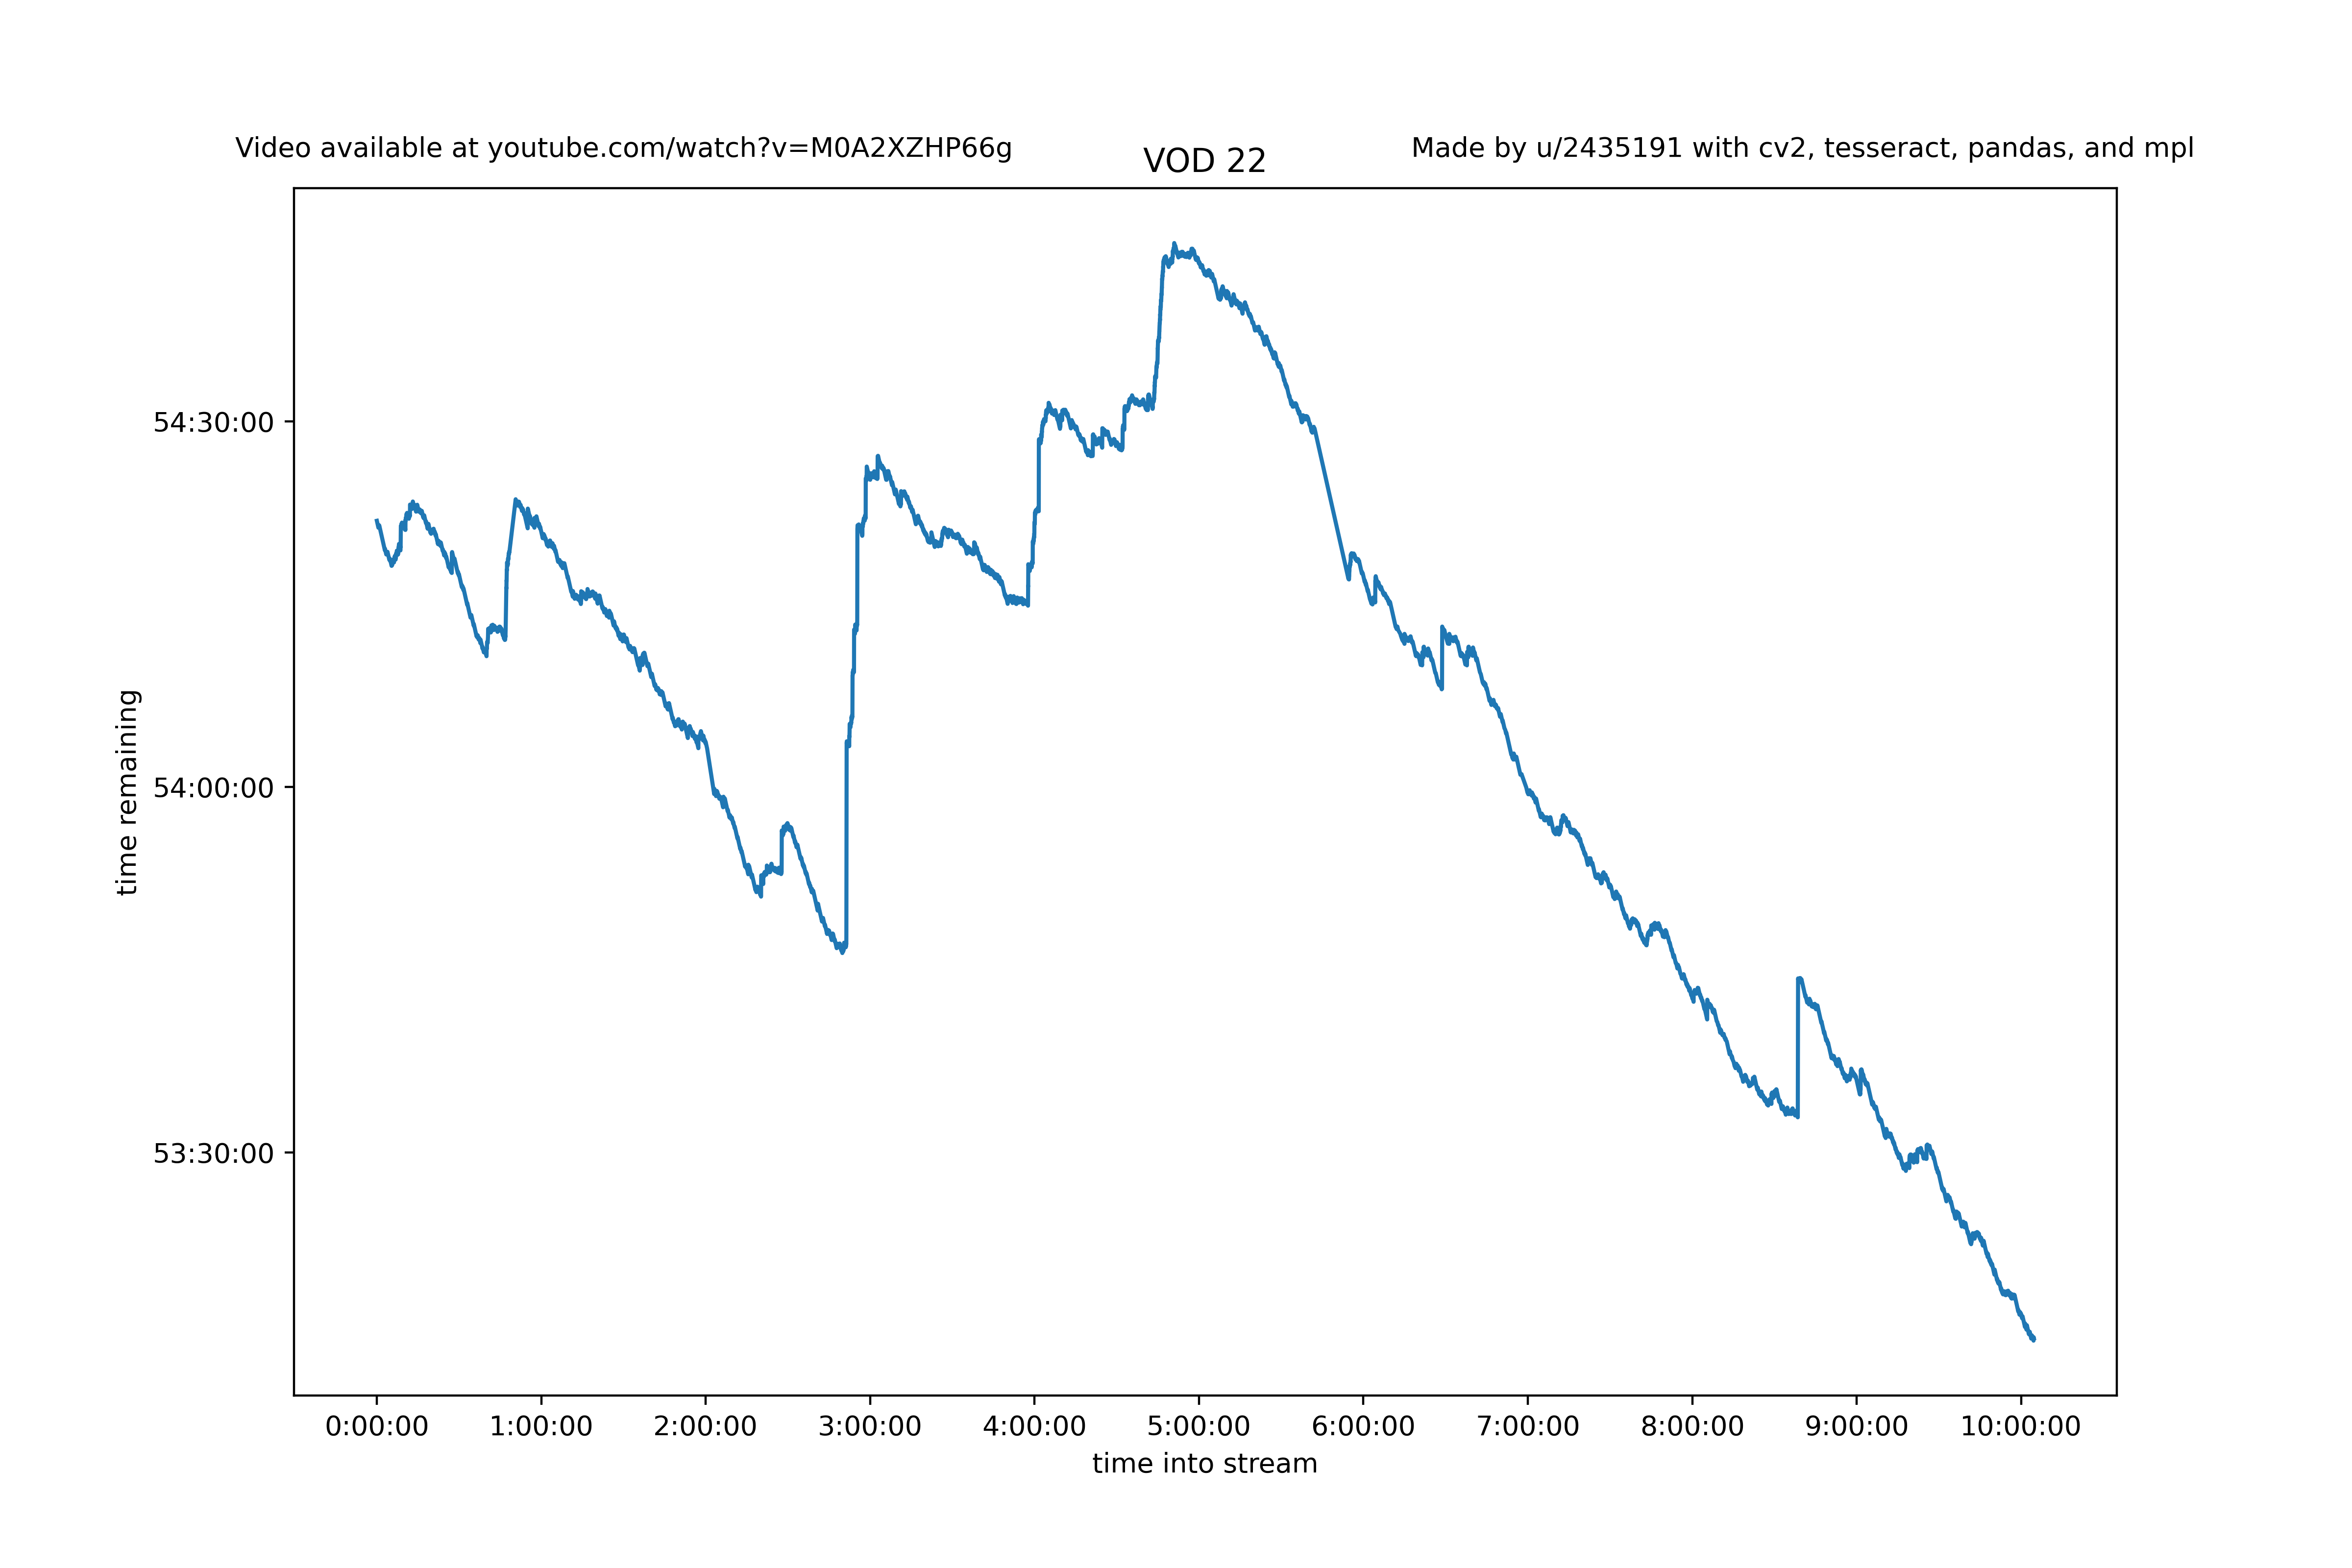 Video available at youtube.com/watch?v=M0A2XZHP66g
VOD 22
Made by u/2435191 with cv2, tesseract, pandas, and mpl
time remaining
54:30:00
54:00:00
53:30:00
0:00:00
1:00:00
2:00:00
3:00:00
4:00:00
5:00:00
6:00:00
7:00:00
8:00:00
9:00:00
10:00:00
time into stream